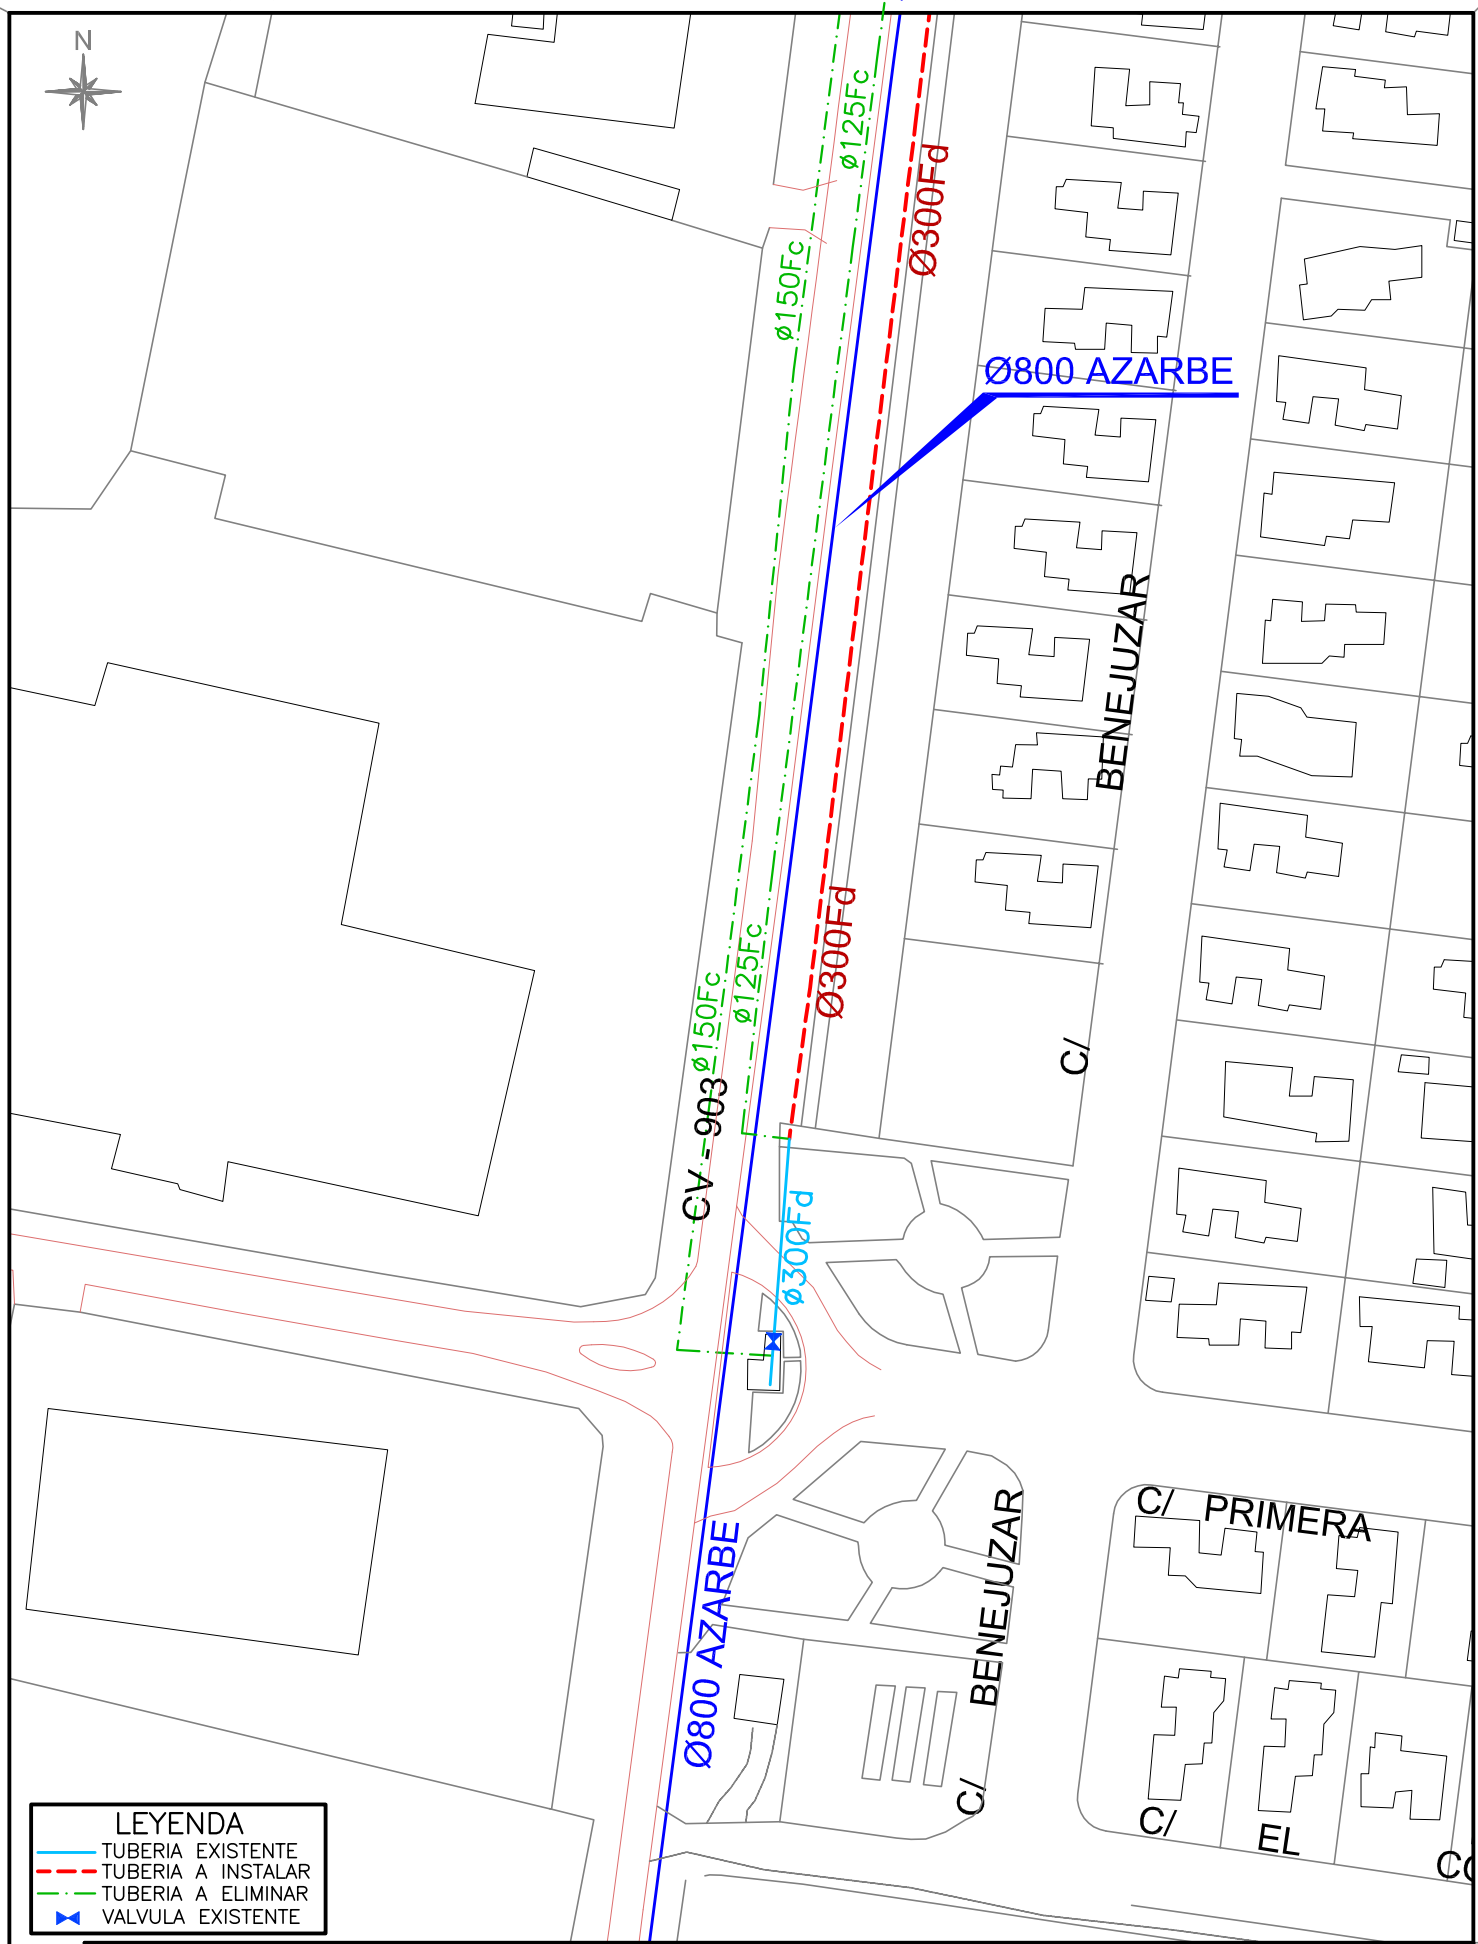 N
ø125Fc
Ø300Fd
ø150Fc
Ø800 AZARBE
BENEJUZAR
Ø300Fd
ø125Fc
ø150Fc
C/
CV - 903
ø300Fd
C/ PRIMERA
BENEJUZAR
Ø800 AZARBE
C/
C/ EL
LEYENDA
TUBERIA EXISTENTE
TUBERIA A INSTALAR
TUBERIA A ELIMINAR
VALVULA EXISTENTE